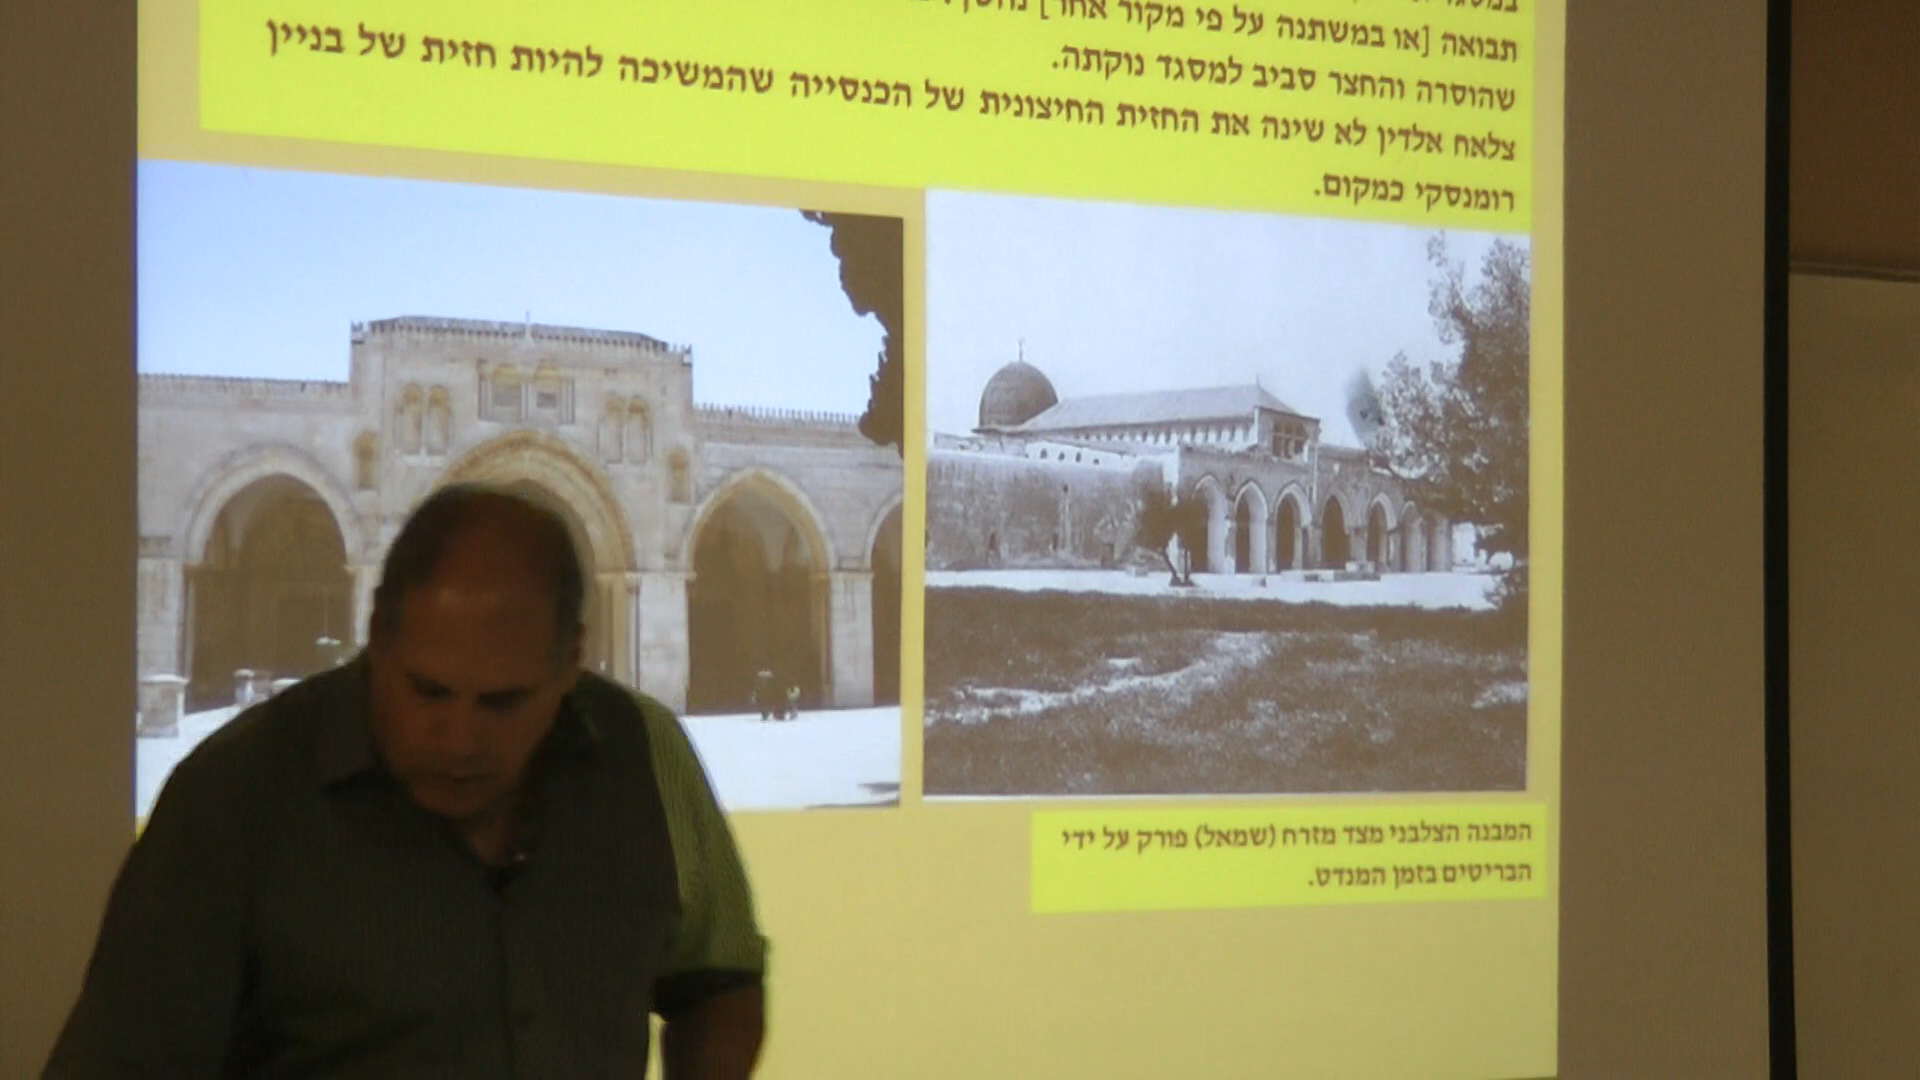 תבואה [או במשתנה על פי מקור אחר]
שהוסרה והחצר סביב למסגד נוקתה.
צלאח אלדין לא שינה את החזית החיצונית של הכנסייה שהמשיכה להיות חזית של בניין
רומנסקי כמקום.
המבנה הצלבני מצד מזרח (שמאל) פורק על ידי
הבריטים בזמן המנדט.